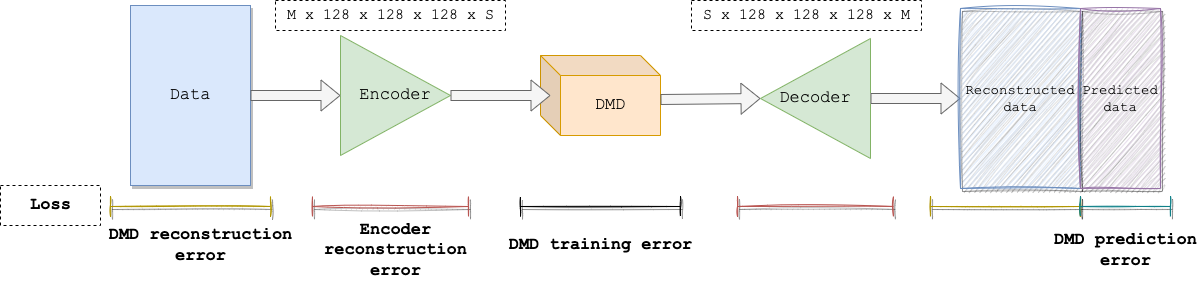 M x 128 x 128 x 128 x S
S x 128 x 128 x 128 x M
Data
Encoder
DMD
Decoder
Reconstructed
data
Predicted
data
Loss
DMD reconstruction
error
Encoder
reconstruction
error
DMD training error
DMD prediction
error